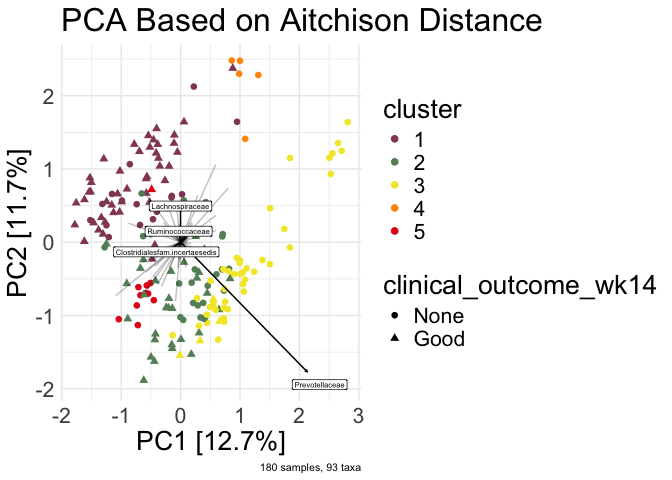 PCA Based on Aitchison Distance
PC2 [11.7%]
2
1
0
-1
-2
Lachnospiraceae
Ruminococcaceae
Clostridialesfam.incertaesedis
Prevotellaceae
-2 -1 0 1 2 3
PC1 [12.7%]
180 samples, 93 taxa
cluster
1
2
3
4
5
clinical_outcome_wk14
None
Good